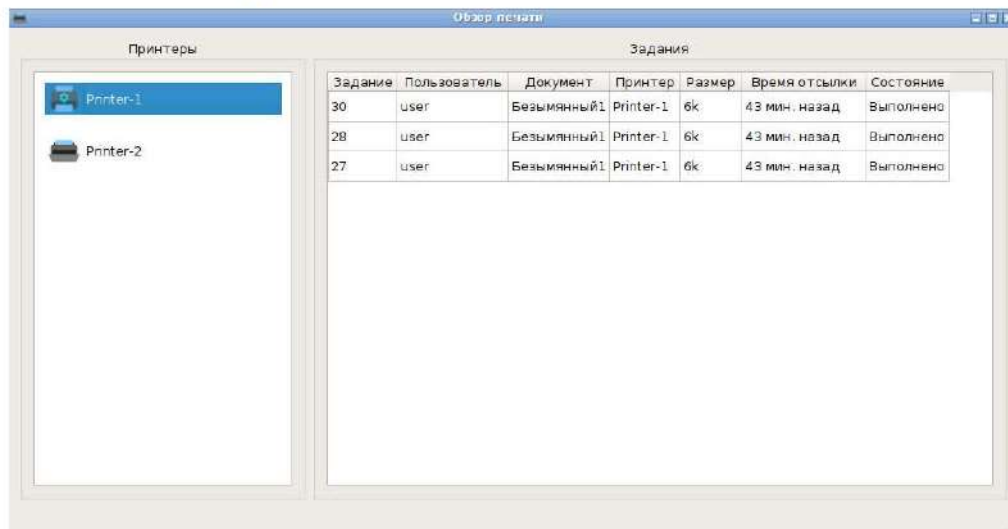 Обзор печати
Принтеры
Задания
Printer-1
Printer-2
Задание Пользователь Документ Принтер Размер Время отсылки Состояние
30 user Безымянный1 Printer-1 6k 43 мин. назад Выполнено
28 user Безымянный1 Printer-1 6k 43 мин. назад Выполнено
27 user Безымянный1 Printer-1 6k 43 мин. назад Выполнено